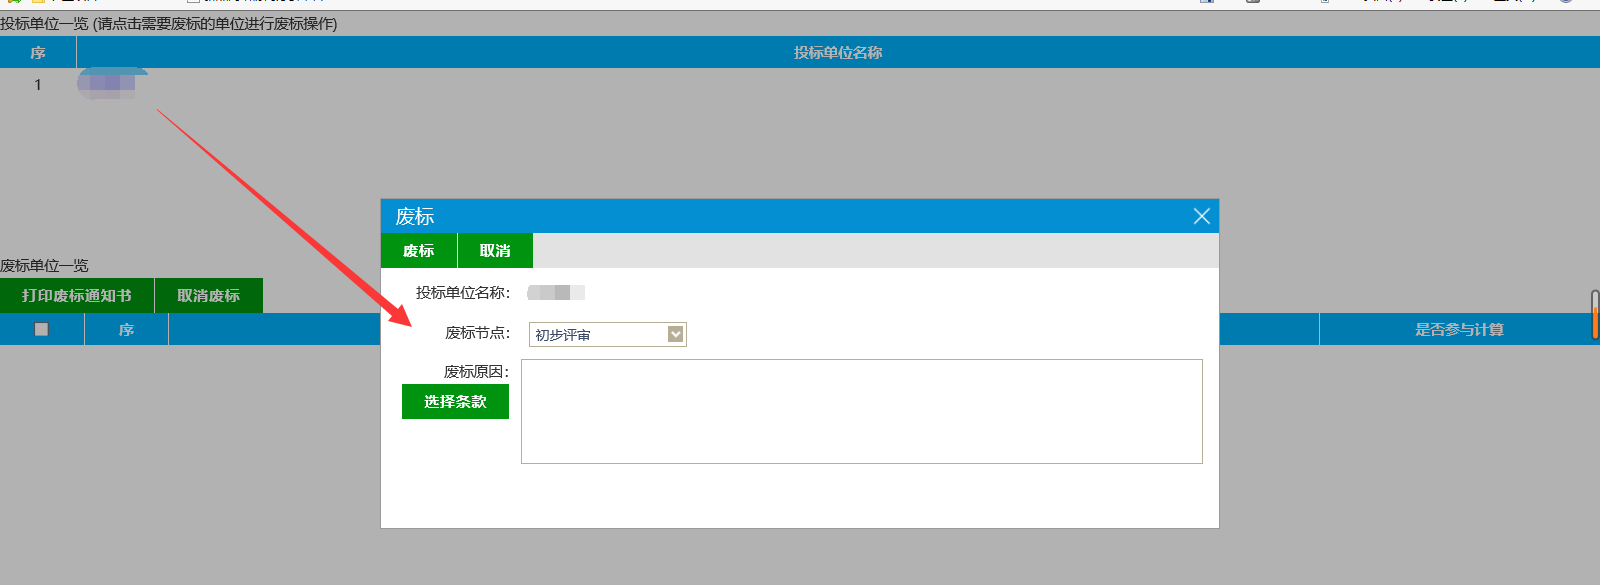 投标单位一览 (请点击需要废标的单位进行废标操作)
序 投标单位名称
1
废标
废标 取消
投标单位名称：
废标节点： 初步评审
废标原因：
选择条款
废标单位一览
打印废标通知书 取消废标
序 是否参与计算